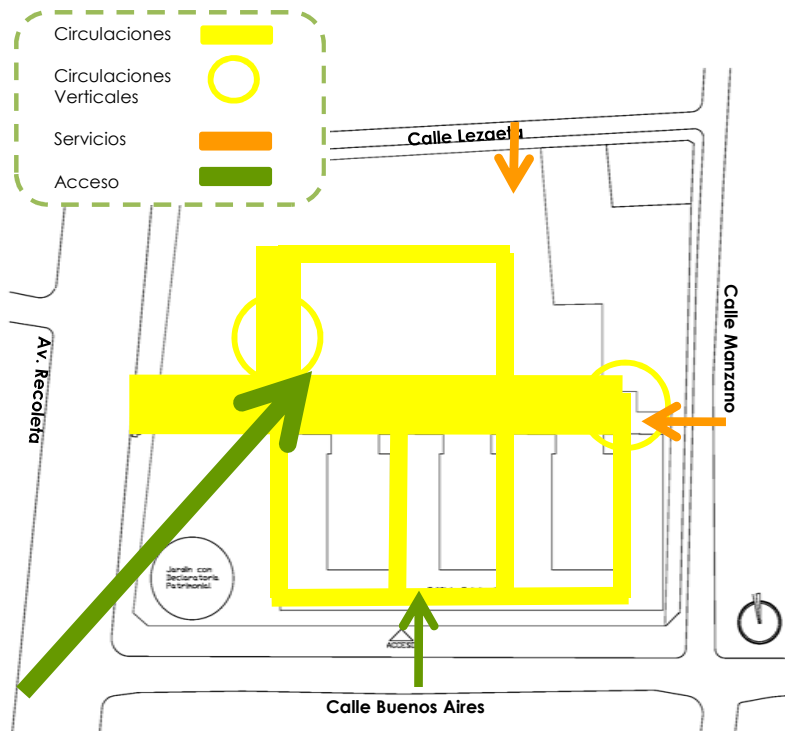 Circulaciones
Circulaciones
Verticales
Servicios
Acceso
Calle Lezaeta
Calle Manzano
Av. Recoleta
Jardín con
Declaratoria
Patrimonial
ACCESO
Calle Buenos Aires